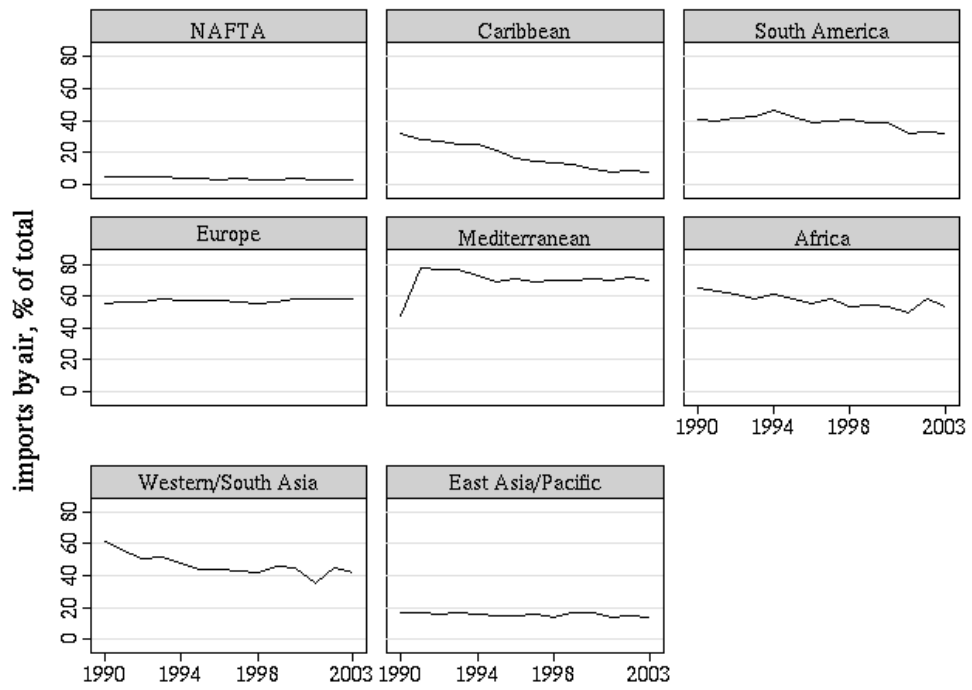 NAFTA Caribbean South America
80
60
40
20
0
Europe Mediterranean Africa
80
60
40
20
0
1990 1994 1998 2003
Western/South Asia East Asia/Pacific
80
60
40
20
0
1990 1994 1998 2003 1990 1994 1998 2003
imports by air, % of total